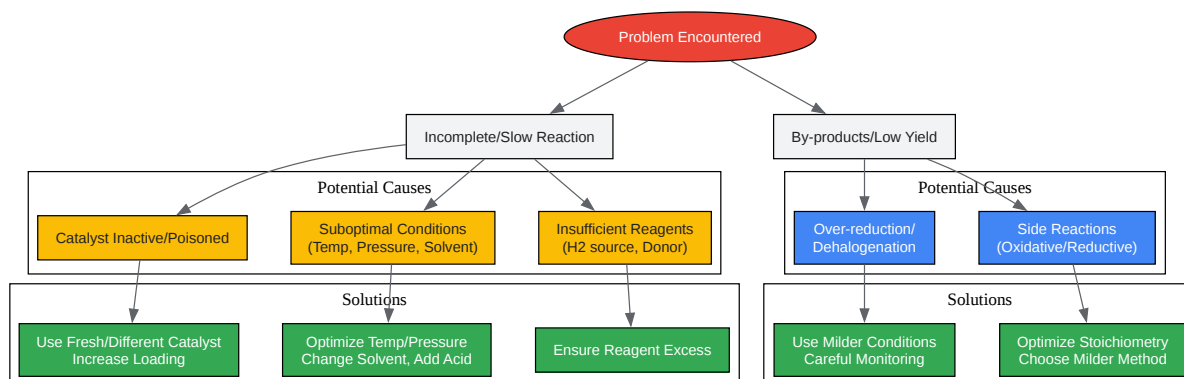 Problem Encountered
Incomplete/Slow Reaction
By-products/Low Yield
Potential Causes
Catalyst Inactive/Poisoned
Suboptimal Conditions
(Temp, Pressure, Solvent)
Insufficient Reagents
(H2 source, Donor)
Potential Causes
Over-reduction/
Dehalogenation
Side Reactions
(Oxidative/Reductive)
Solutions
Use Fresh/Different Catalyst
Increase Loading
Optimize Temp/Pressure
Change Solvent, Add Acid
Ensure Reagent Excess
Solutions
Use Milder Conditions
Careful Monitoring
Optimize Stoichiometry
Choose Milder Method